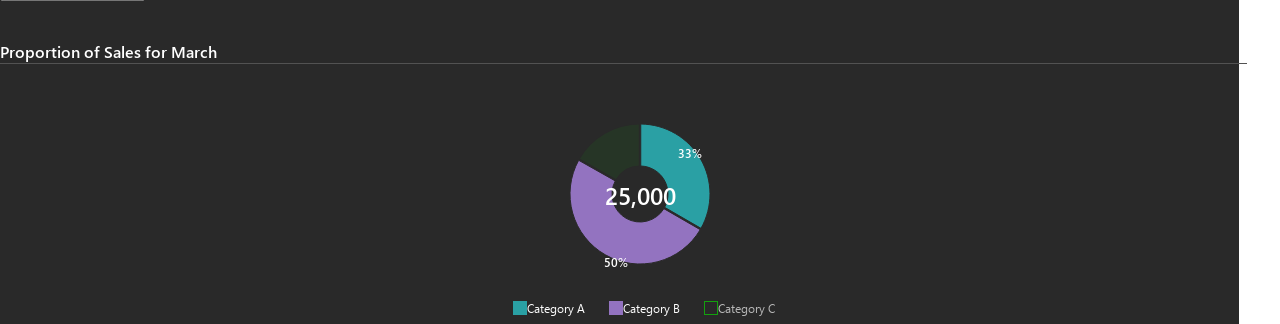 Proportion of Sales for March
33%
25,000
50%
Category A
Category B
Category C